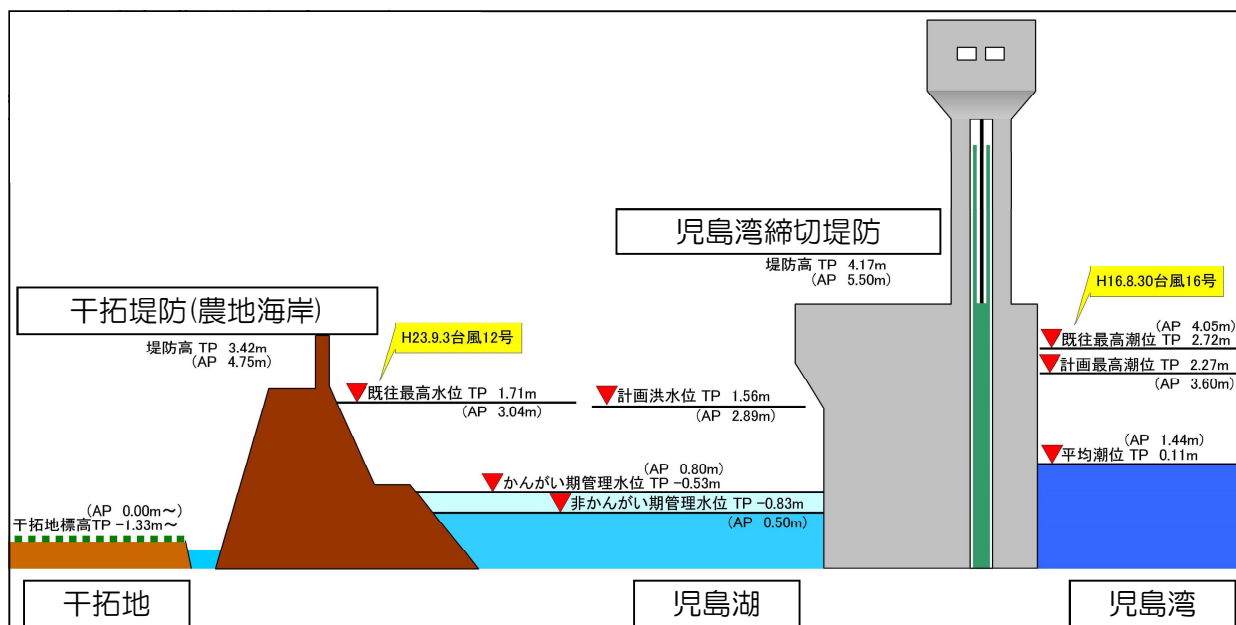 児島湾締切堤防
堤防高 TP 4.17m
(AP 5.50m)
干拓堤防(農地海岸)
堤防高 TP 3.42m
(AP 4.75m)
H23.9.3台風12号
既往最高水位 TP 1.71m
(AP 3.04m)
計画洪水位 TP 1.56m
(AP 2.89m)
H16.8.30台風16号
(AP 4.05m)
既往最高潮位 TP 2.72m
計画最高潮位 TP 2.27m
(AP 3.60m)
(AP 1.44m)
平均潮位 TP 0.11m
(AP 0.80m)
かんがい期管理水位 TP -0.53m
非かんがい期管理水位 TP -0.83m
(AP 0.50m)
(AP 0.00m～)
干拓地標高TP -1.33m～
干拓地
児島湖
児島湾